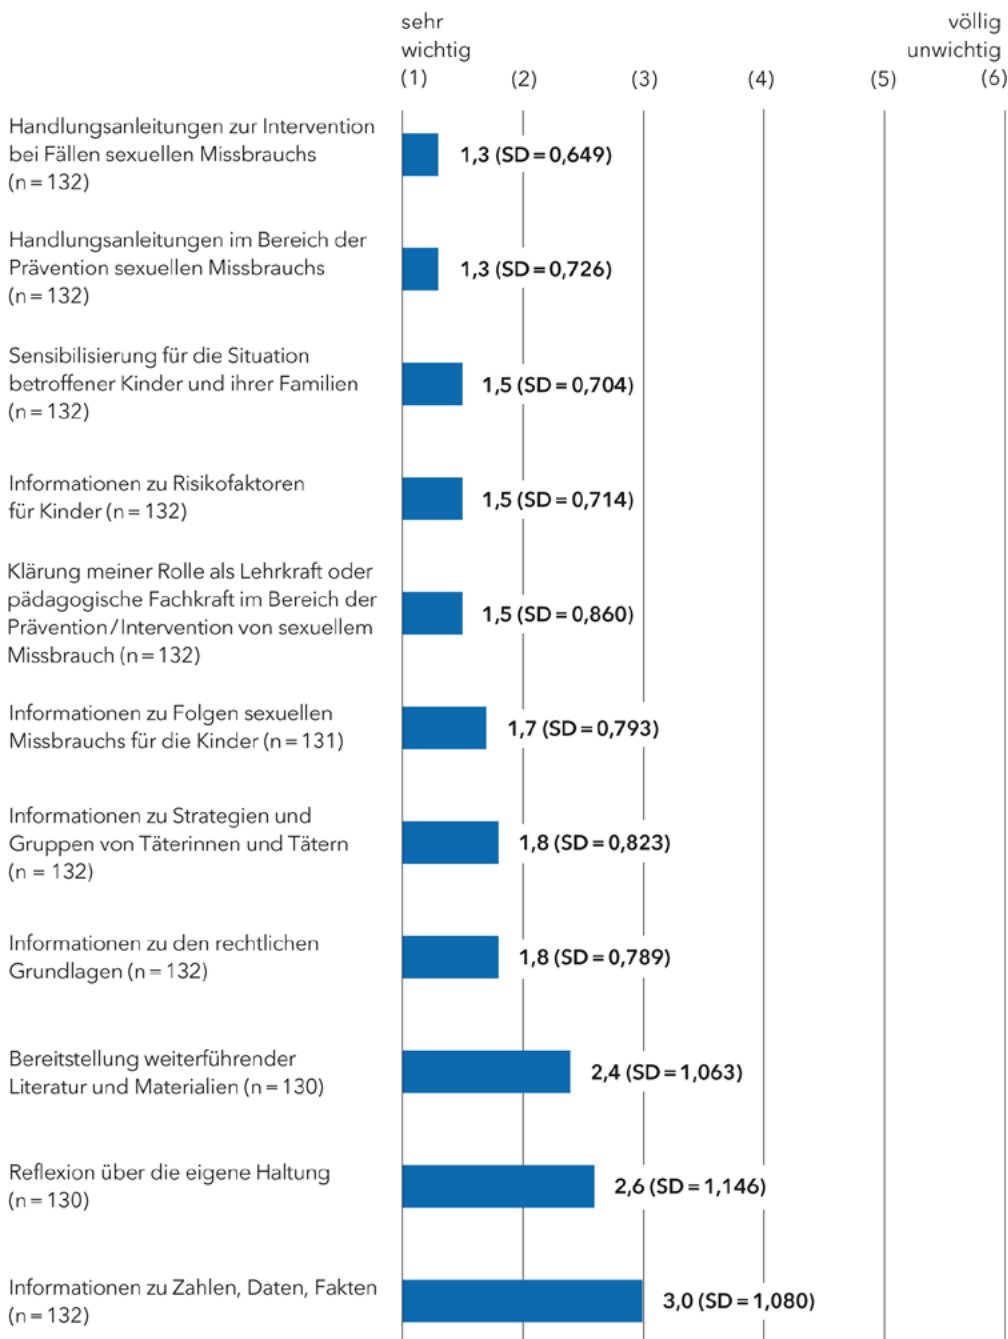 sehr
wichtig
völlig
unwichtig
(1) (2) (3) (4) (5) (6)
Handlungsanleitungen zur Intervention
bei Fällen sexuellen Missbrauchs
(n = 132)
1,3 (SD = 0,649)
Handlungsanleitungen im Bereich der
Prävention sexuellen Missbrauchs
(n = 132)
1,3 (SD = 0,726)
Sensibilisierung für die Situation
betroffener Kinder und ihrer Familien
(n = 132)
1,5 (SD = 0,704)
Informationen zu Risikofaktoren
für Kinder (n = 132)
1,5 (SD = 0,714)
Klärung meiner Rolle als Lehrkraft oder
pädagogische Fachkraft im Bereich der
Prävention/Intervention von sexuellem
Missbrauch (n = 132)
1,5 (SD = 0,860)
Informationen zu Folgen sexuellen
Missbrauchs für die Kinder (n = 131)
1,7 (SD = 0,793)
Informationen zu Strategien und
Gruppen von Täterinnen und Tätern
(n = 132)
1,8 (SD = 0,823)
Informationen zu den rechtlichen
Grundlagen (n = 132)
1,8 (SD = 0,789)
Bereitstellung weiterführender
Literatur und Materialien (n = 130)
2,4 (SD = 1,063)
Reflexion über die eigene Haltung
(n = 130)
2,6 (SD = 1,146)
Informationen zu Zahlen, Daten, Fakten
(n = 132)
3,0 (SD = 1,080)